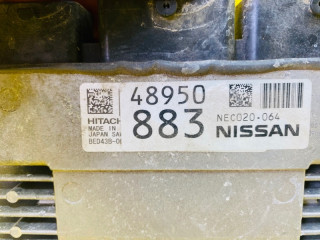 48950
HITACHI
883
NEC020-064
MADE IN
JAPAN
NISSAN